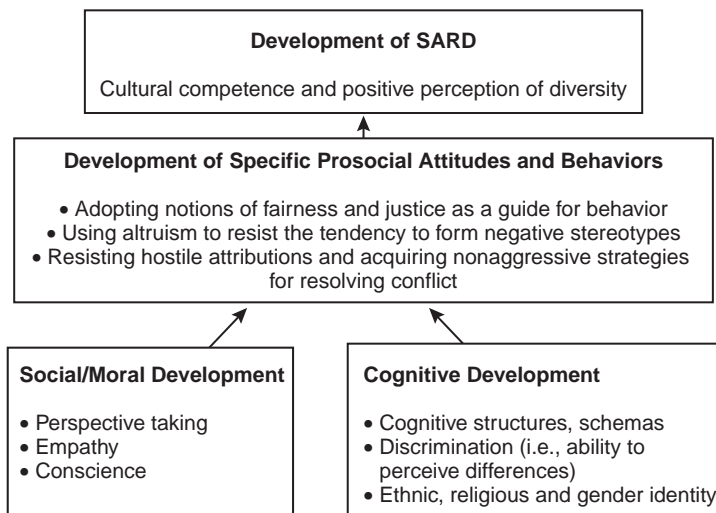 Development of SARD
Cultural competence and positive perception of diversity
Development of Specific Prosocial Attitudes and Behaviors
• Adopting notions of fairness and justice as a guide for behavior
• Using altruism to resist the tendency to form negative stereotypes
• Resisting hostile attributions and acquiring nonaggressive strategies
for resolving conflict
Social/Moral Development
• Perspective taking
• Empathy
• Conscience
Cognitive Development
• Cognitive structures, schemas
• Discrimination (i.e., ability to
perceive differences)
• Ethnic, religious and gender identity